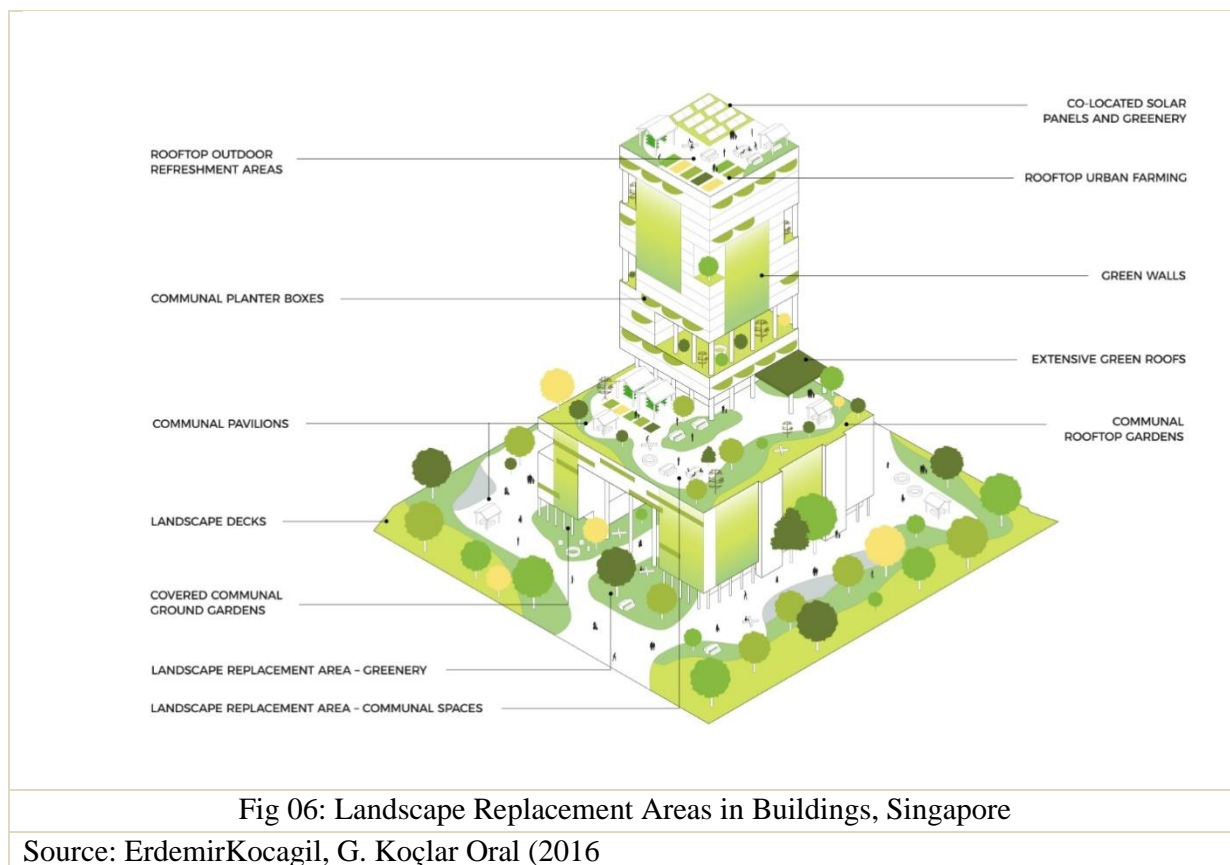 CO-LOCATED SOLAR
PANELS AND GREENERY
ROOFTOP OUTDOOR
REFRESHMENT AREAS
ROOFTOP URBAN FARMING
GREEN WALLS
COMMUNAL PLANTER BOXES
EXTENSIVE GREEN ROOFS
COMMUNAL PAVILIONS
COMMUNAL
ROOFTOP GARDENS
LANDSCAPE DECKS
COVERED COMMUNAL
GROUND GARDENS
LANDSCAPE REPLACEMENT AREA – GREENERY
LANDSCAPE REPLACEMENT AREA – COMMUNAL SPACES
Fig 06: Landscape Replacement Areas in Buildings, Singapore
Source: ErdemirKocagil, G. Koçlar Oral (2016